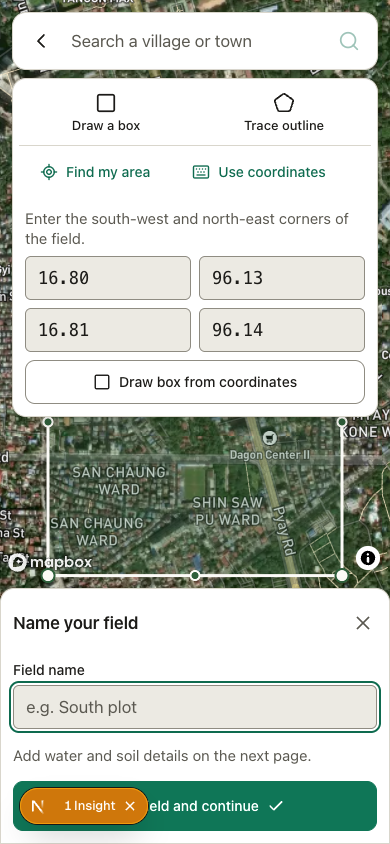 Search a village or town
Draw a box
Trace outline
Find my area
Use coordinates
Enter the south-west and north-east corners of
the field.
16.80
96.13
16.81
96.14
Draw box from coordinates
KONE W
Dagon Center II
SAN CHAUNG
WARD
SHIN SAW
PU WARD
SAN CHAUNG
WARD
Pyay Rd
mapbox
Name your field
Field name
e.g. South plot
Add water and soil details on the next page.
N
1 Insight
eld and continue